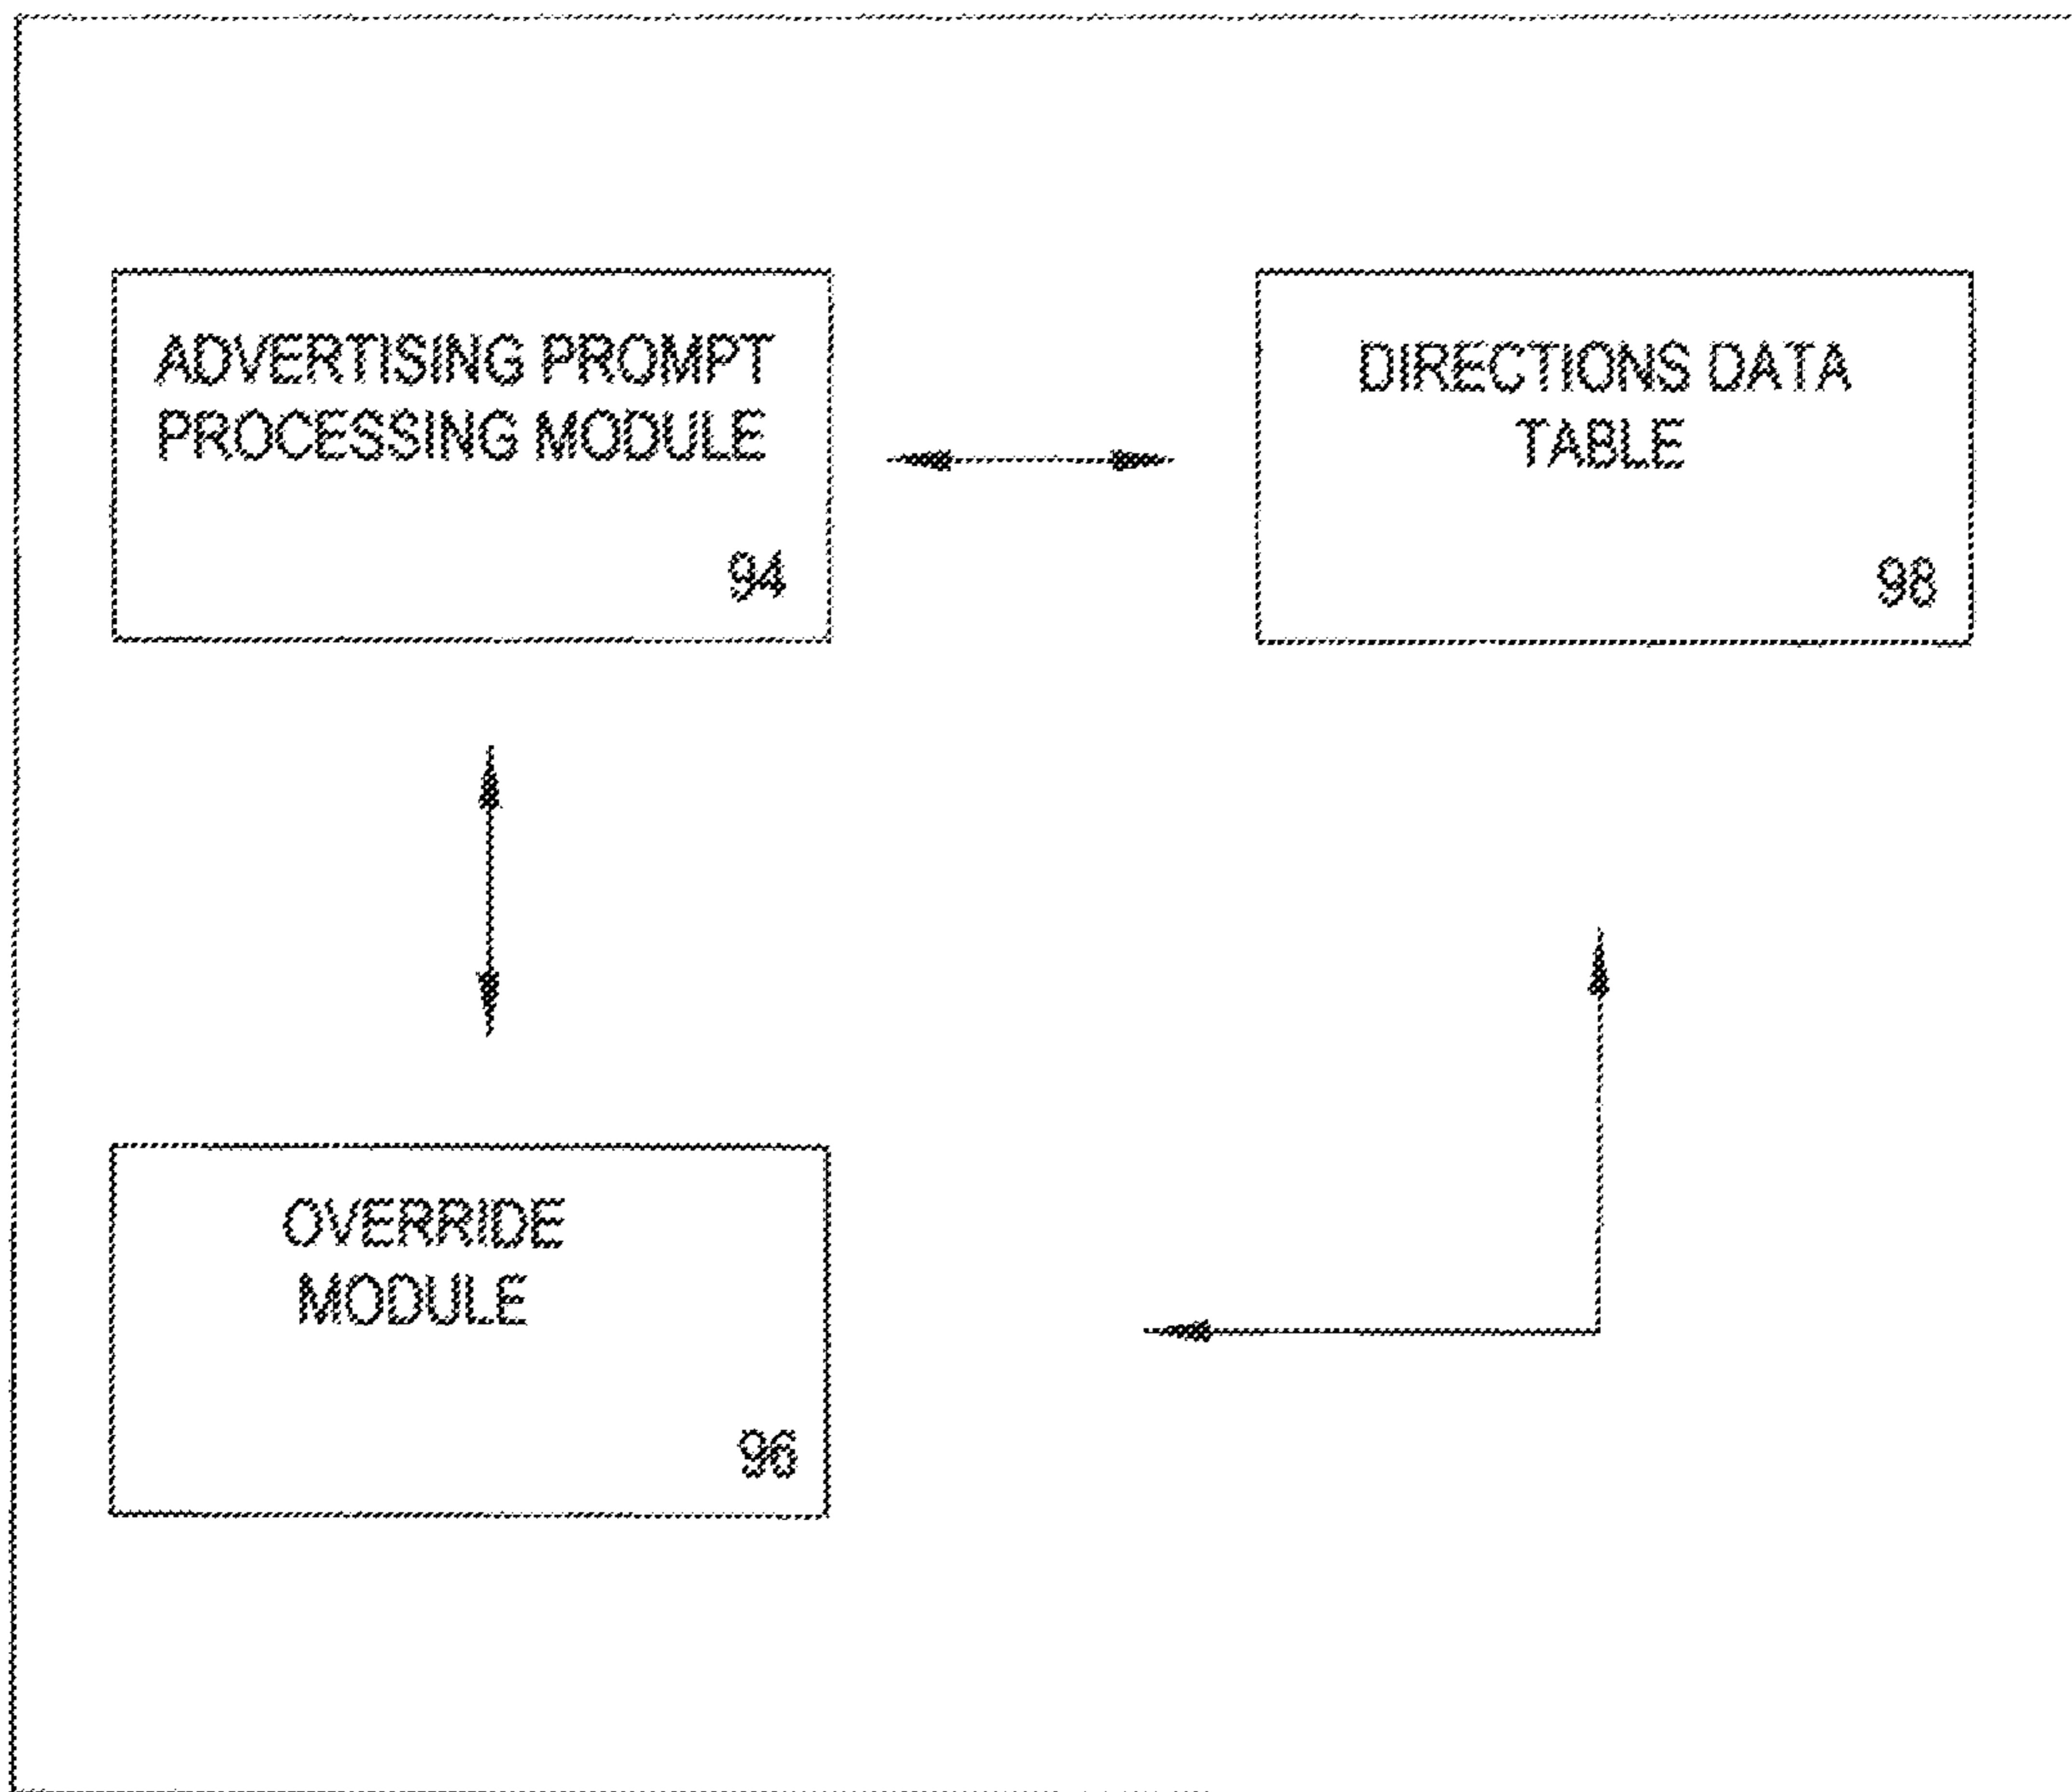 ADVERTISING PROMPT
PROCESSING MODULE
94
DIRECTIONS DATA
TABLE
98
OVERRIDE
MODULE
96